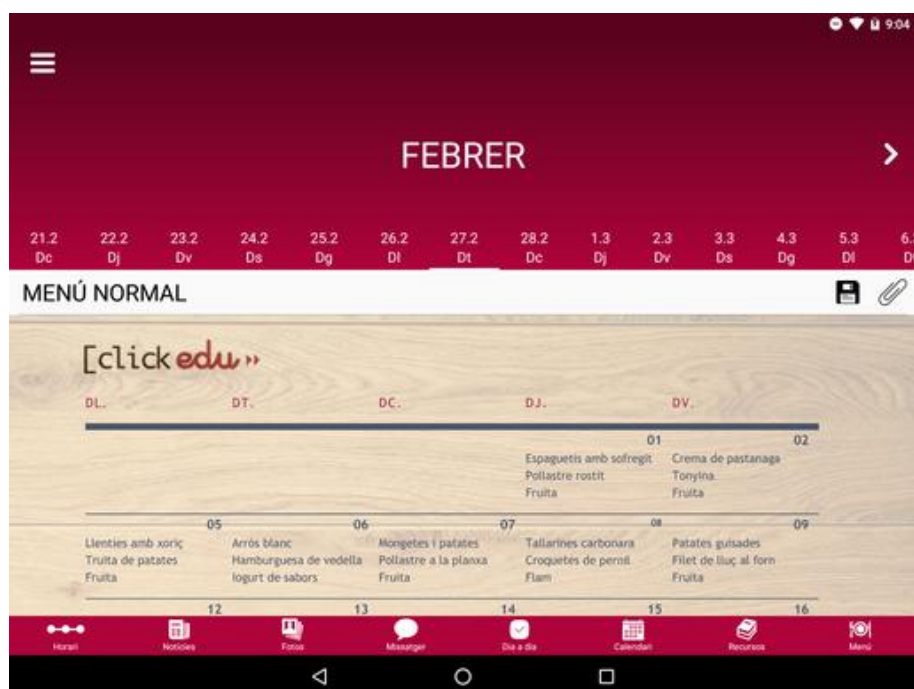 9:04
FEBRER
21.2 22.2 23.2 24.2 25.2 26.2 27.2 28.2 1.3 2.3 3.3 4.3 5.3 6.
Dc Dj Dv Ds Dg Dl Dt Dc Dj Dv Ds Dg Dl D
MENÚ NORMAL
[clickedu»
DL. DT. DC. DJ. DV.
01 02
Espaguetis amb sofregit Crema de pastanaga
Pollastre rostit Tonyina
Fruita Fruita
05 06 07 08 09
Llenties amb xoriç Arròs blanc Mongetes i patates Tallarines carbonara Patates guisades
Truita de patates Hamburguesa de vedella Pollastre a la planxa Croquetes de pernil Filet de lluç al forn
Fruita Iogurt de sabors Fruita Flam Fruita
12 13 14 15 16
Horari Notícies Fotos Missatger Dia a dia Calendari Recursos Menú